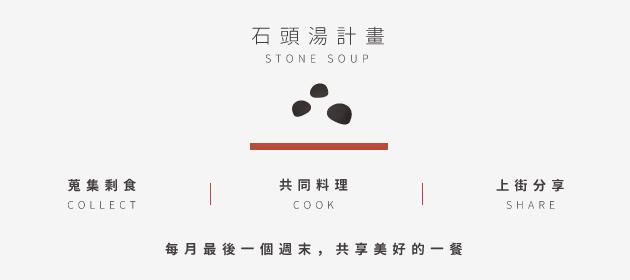 石頭湯計畫
STONE SOUP
蒐集剩食
COLLECT
共同料理
COOK
上街分享
SHARE
每月最後一個週末，共享美好的一餐